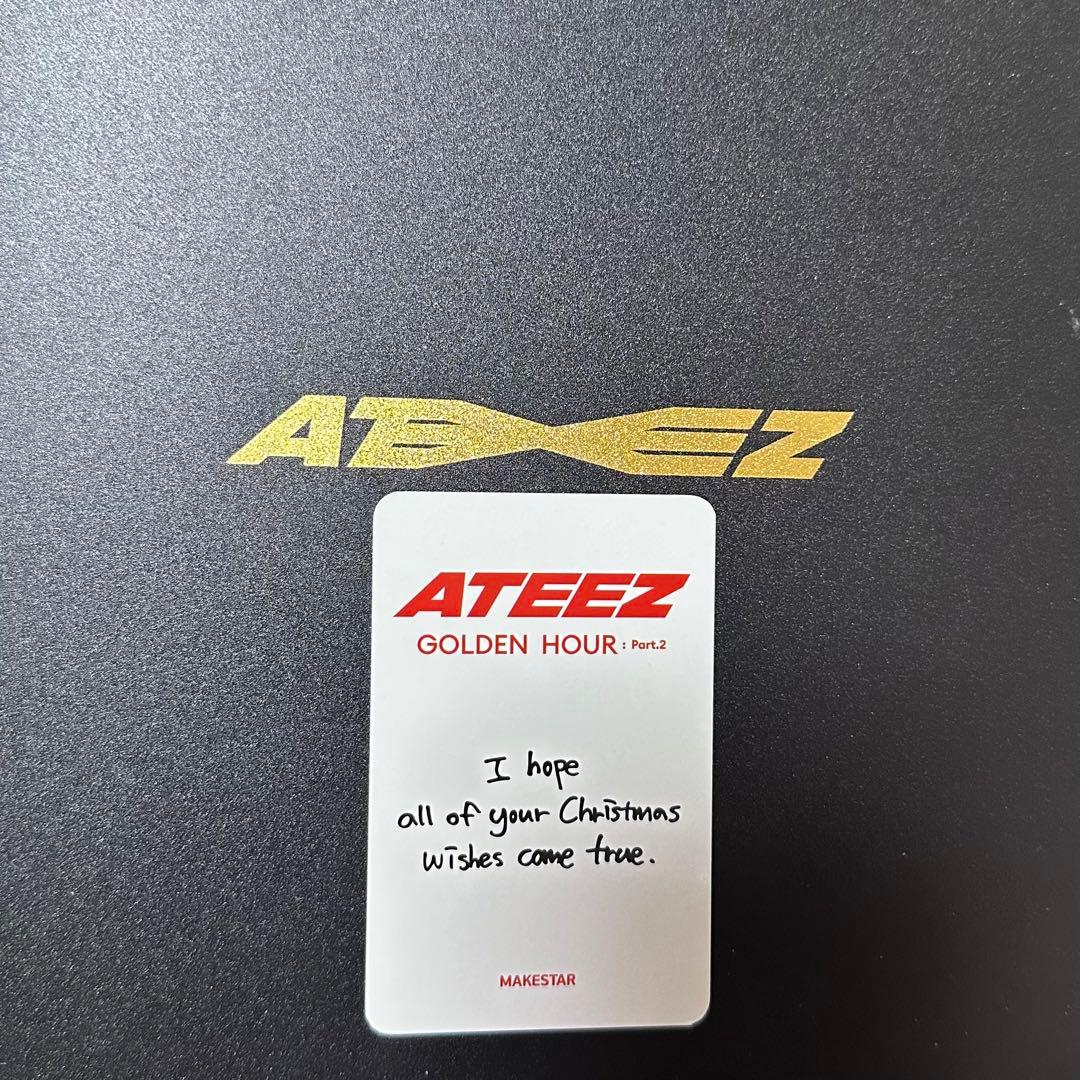 ATEEZ
ATEEZ
GOLDEN HOUR : Part.2
I hope
all of your Christmas
wishes come true.
MAKESTAR